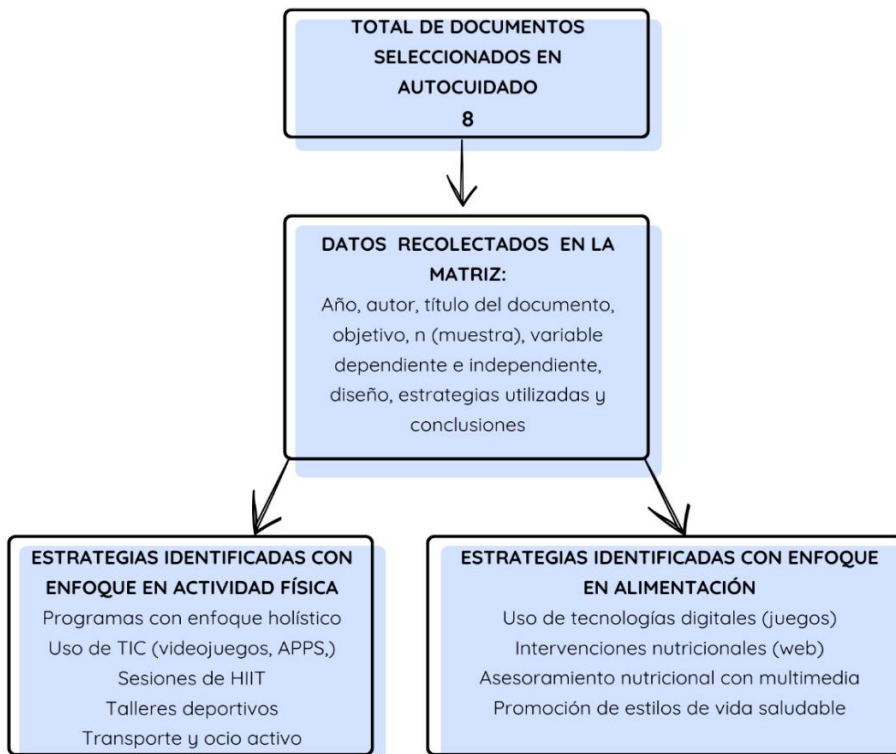 TOTAL DE DOCUMENTOS
SELECCIONADOS EN
AUTOCUIDADO
8
DATOS RECOLECTADOS EN LA
MATRIZ:
Año, autor, título del documento,
objetivo, n (muestra), variable
dependiente e independiente,
diseño, estrategias utilizadas y
conclusiones
ESTRATEGIAS IDENTIFICADAS CON
ENFOQUE EN ACTIVIDAD FÍSICA
Programas con enfoque holístico
Uso de TIC (videojuegos, APPS,)
Sesiones de HIIT
Talleres deportivos
Transporte y ocio activo
ESTRATEGIAS IDENTIFICADAS CON ENFOQUE
EN ALIMENTACIÓN
Uso de tecnologías digitales (juegos)
Intervenciones nutricionales (web)
Asesoramiento nutricional con multimedia
Promoción de estilos de vida saludable